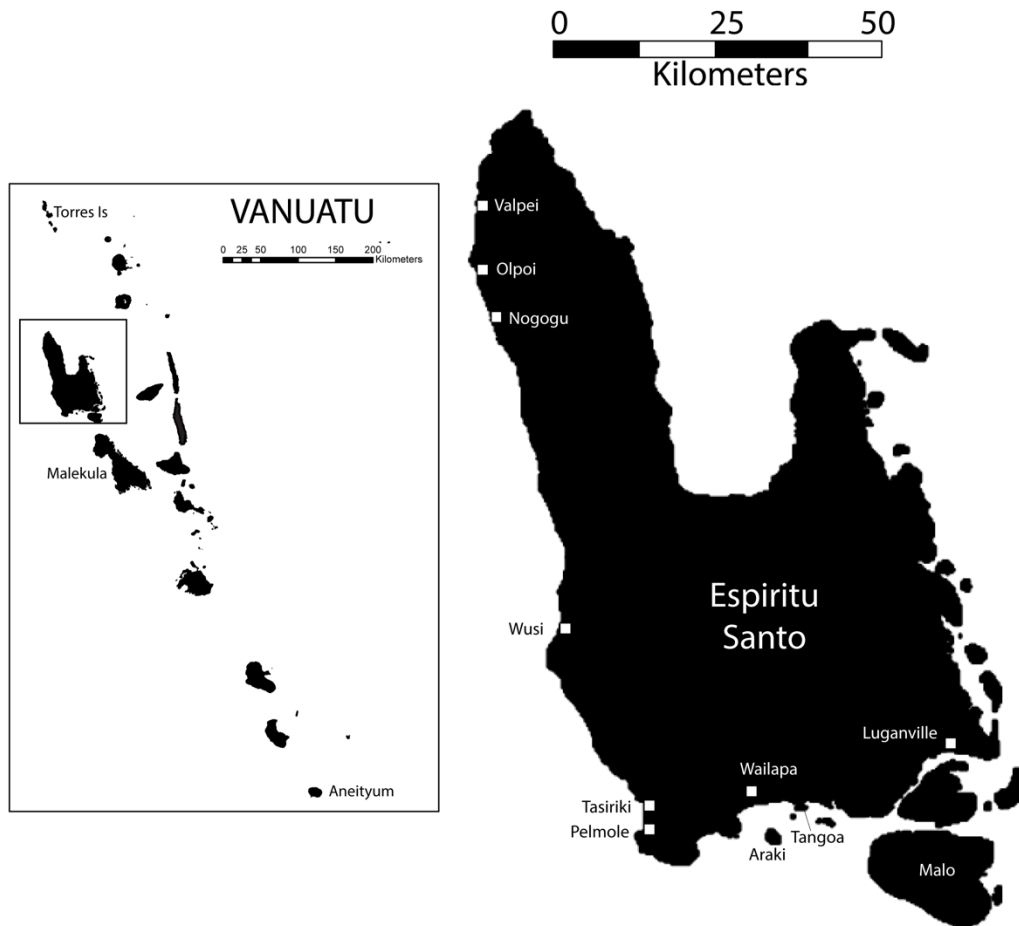 0 25 50
Kilometers
Torres Is
VANUATU
0 25 50 100 150 200
Kilometers
Malekula
Aneityum
Valpei
Olpoi
Nogogu
Espiritu
Santo
Wusi
Luganville
Wailapa
Tasiriki
Pelmole
Tangoa
Araki
Malo